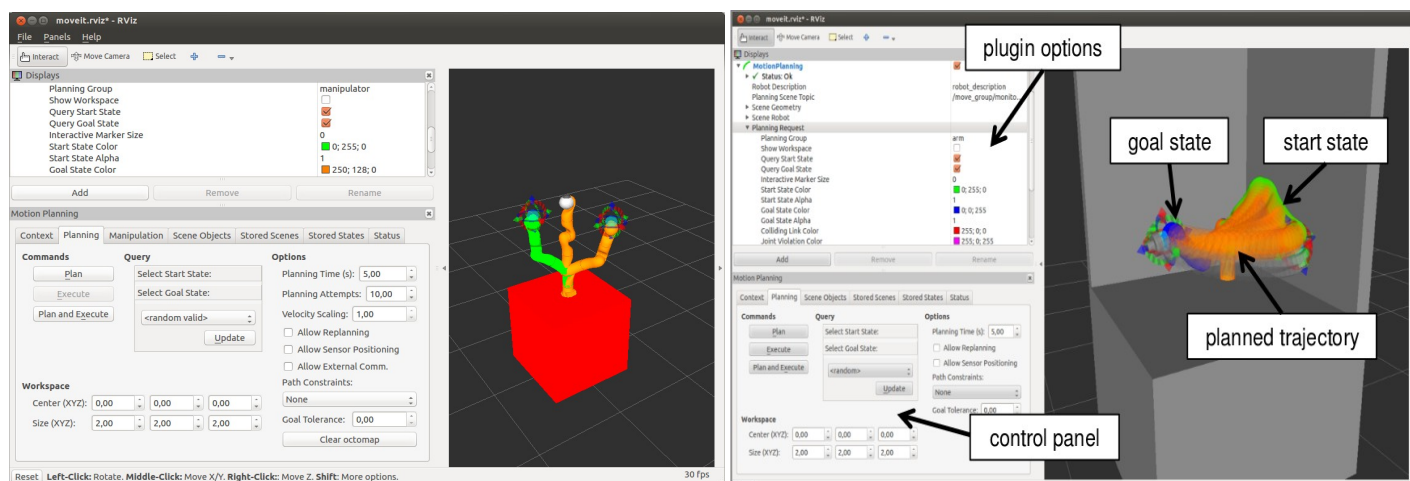 moveit.rviz* - RViz
File Panels Help
Interact Move Camera Select
Displays
Planning Group manipulator
Show Workspace
Query Start State
Query Goal State
Interactive Marker Size 0
Start State Color 0; 255; 0
Start State Alpha 1
Goal State Color 250; 128; 0
Add Remove Rename
Motion Planning
Context Planning Manipulation Scene Objects Stored Scenes Stored States Status
Commands Query Options
Plan Select Start State: Planning Time (s): 5,00
Execute Select Goal State: Planning Attempts: 10,00
Plan and Execute <random valid> Velocity Scaling: 1,00
Update Allow Replanning
Allow Sensor Positioning
Allow External Comm.
Workspace Path Constraints:
Center (XYZ): 0,00 0,00 0,00 None
Size (XYZ): 2,00 2,00 2,00 Goal Tolerance: 0,00
Clear octomap
Reset Left-Click: Rotate. Middle-Click: Move X/Y. Right-Click:: Move Z. Shift: More options. 30 fps
moveit.rviz* - RViz
Interact Move Camera Select
Displays
MotionPlanning
Status: Ok
Robot Description robot_description
Planning Scene Topic /move_group/monito...
Scene Geometry
Scene Robot
Planning Request
Planning Group arm
Show Workspace
Query Start State
Query Goal State
Interactive Marker Size 0
Start State Color 0; 255; 0
Start State Alpha 1
Goal State Color 0; 0; 255
Goal State Alpha 1
Colliding Link Color 255; 0; 0
Joint Violation Color 255; 0; 255
Add Remove Rename
Motion Planning
Context Planning Scene Objects Stored Scenes Stored States Status
Commands Query Options
Plan Select Start State: Planning Time (s): 5,00
Execute Select Goal State: Allow Replanning
Plan and Execute <random> Allow Sensor Positioning
Update Path Constraints:
None
Workspace Goal Tolerance: 0,00
Center (XYZ): 0,00 0,00 0,00
Size (XYZ): 2,00 2,00 2,00
plugin options
goal state
start state
planned trajectory
control panel